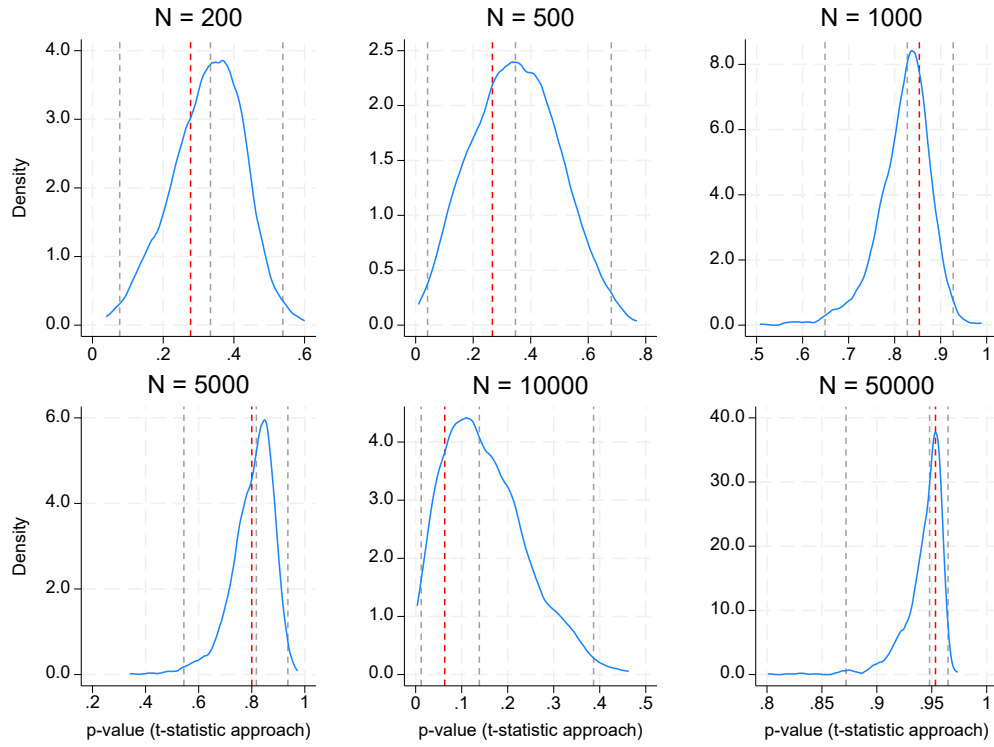 N = 200
N = 500
N = 1000
Density
4.0
3.0
2.0
1.0
0.0
0 .2 .4 .6
2.5
2.0
1.5
1.0
0.5
0.0
0 .2 .4 .6 .8
8.0
6.0
4.0
2.0
0.0
.5 .6 .7 .8 .9 1
N = 5000
N = 10000
N = 50000
Density
6.0
4.0
2.0
0.0
.2 .4 .6 .8 1
p-value (t-statistic approach)
4.0
3.0
2.0
1.0
0.0
0 .1 .2 .3 .4 .5
p-value (t-statistic approach)
40.0
30.0
20.0
10.0
0.0
.8 .85 .9 .95 1
p-value (t-statistic approach)